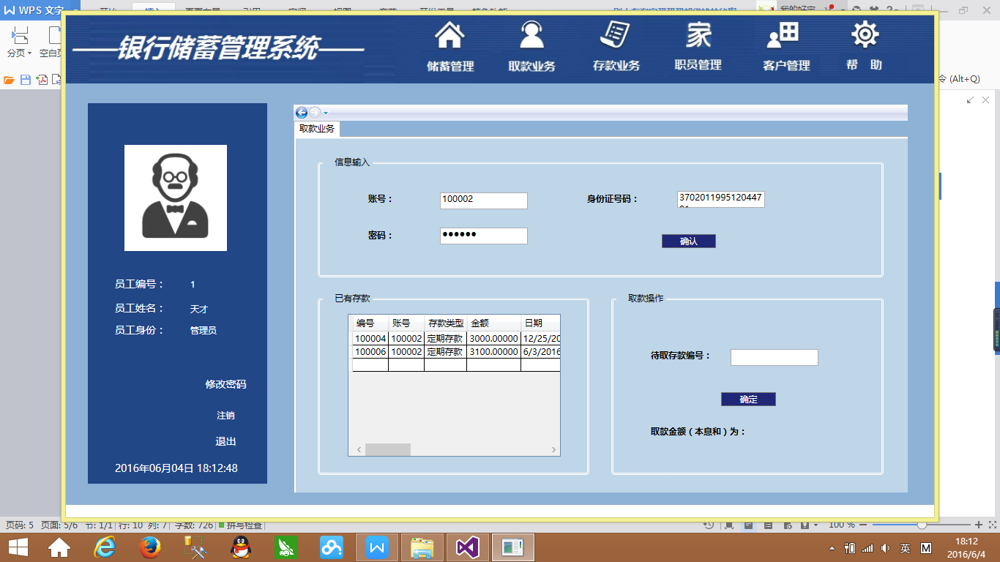 WPS 文字
分页
空白页
(Alt+Q)
——银行储蓄管理系统——
储蓄管理
取款业务
存款业务
职员管理
客户管理
帮 助
员工编号： 1
员工姓名： 天才
员工身份： 管理员
修改密码
注销
退出
2016年06月04日 18:12:48
取款业务
信息输入
账号： 100002
身份证号码： 3702011995120447
密码： ●●●●●●
确认
已有存款
编号 账号 存款类型 金额 日期
100004 100002 定期存款 3000.00000 12/25/20
100006 100002 定期存款 3100.00000 6/3/2016
取款操作
待取存款编号：
确定
取款金额（本息和）为：
页码: 5 页面: 5/6 节: 1/1 行: 10 列: 7 字数: 726 拼写检查
100 %
英 M
18:12
2016/6/4